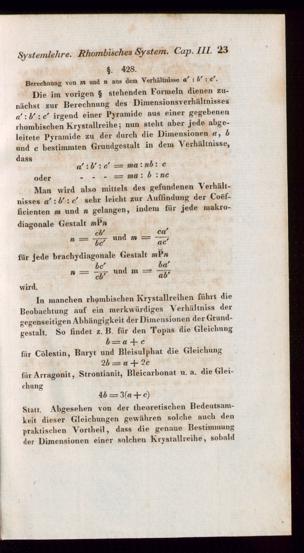 Systemlehre. Rhombisches System. Cap. III. 23
§. 428.
Berechnung von m und n aus dem Verhältnisse a' : b' : c'.
Die im vorigen § stehenden Formeln dienen zu-
nächst zur Berechnung des Dimensionsverhältnisses
a' : b' : c' irgend einer Pyramide aus einer gegebenen
rhombischen Krystallreihe; nun steht aber jede abge-
leitete Pyramide zu der durch die Dimensionen a, b
und c bestimmten Grundgestalt in dem Verhältnisse,
dass
a' : b' : c' = ma : nb : c
oder - - - = ma : b : nc
Man wird also mittels des gefundenen Verhält-
nisses a' : b' : c' sehr leicht zur Auffindung der Coëf-
ficienten m und n gelangen, indem für jede makro-
diagonale Gestalt mP̄n
n = cb'/bc' und m = ca'/ac'
für jede brachydiagonale Gestalt mP̆n
n = bc'/cb' und m = ba'/ab'
wird.
In manchen rhombischen Krystallreihen führt die
Beobachtung auf ein merkwürdiges Verhältniss der
gegenseitigen Abhängigkeit der Dimensionen der Grund-
gestalt. So findet z. B. für den Topas die Gleichung
b = a + c
für Cölestin, Baryt und Bleisulphat die Gleichung
2b = a + 2c
für Arragonit, Strontianit, Bleicarbonat u. a. die Glei-
chung
4b = 3(a + c)
Statt. Abgesehen von der theoretischen Bedeutsam-
keit dieser Gleichungen gewähren solche auch den
praktischen Vortheil, dass die genaue Bestimmung
der Dimensionen einer solchen Krystallreihe, sobald